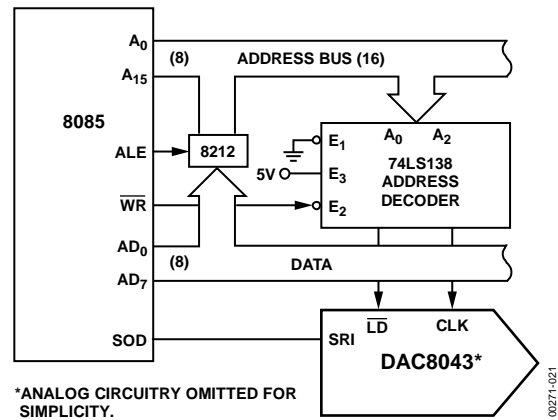 A0
(8)
ADDRESS BUS (16)
A15
8085
ALE
8212
E1
A0
A2
5V
E3
74LS138
ADDRESS
DECODER
WR
E2
AD0
(8)
DATA
AD7
LD
CLK
SOD
SRI
DAC8043*
*ANALOG CIRCUITRY OMITTED FOR
SIMPLICITY.
00271-021